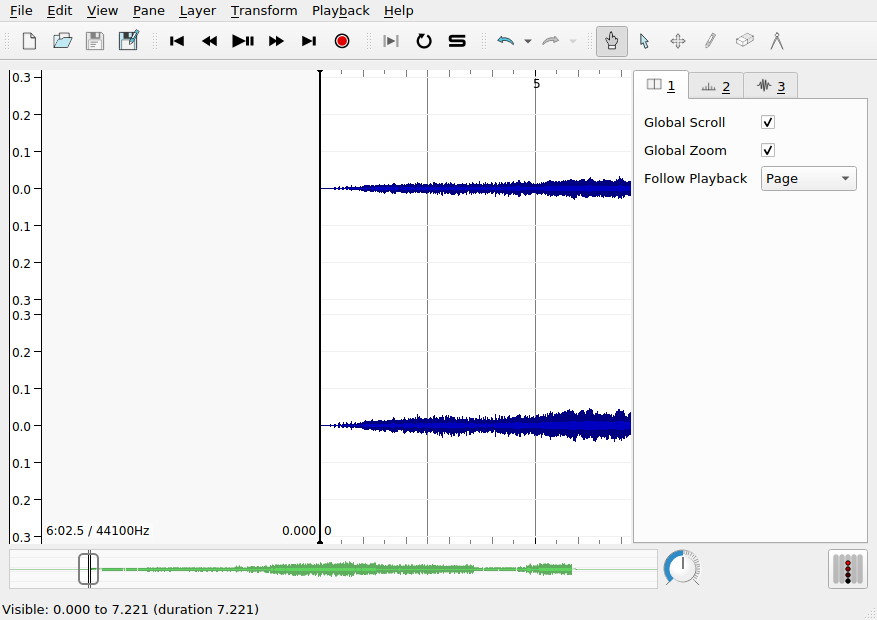 File Edit View Pane Layer Transform Playback Help
0.3
0.2
0.1
0.0
0.1
0.2
0.3
0.3
0.2
0.1
0.0
0.1
0.2
0.3
5
6:02.5 / 44100Hz
0.000 0
1 2 3
Global Scroll
Global Zoom
Follow Playback Page
Visible: 0.000 to 7.221 (duration 7.221)